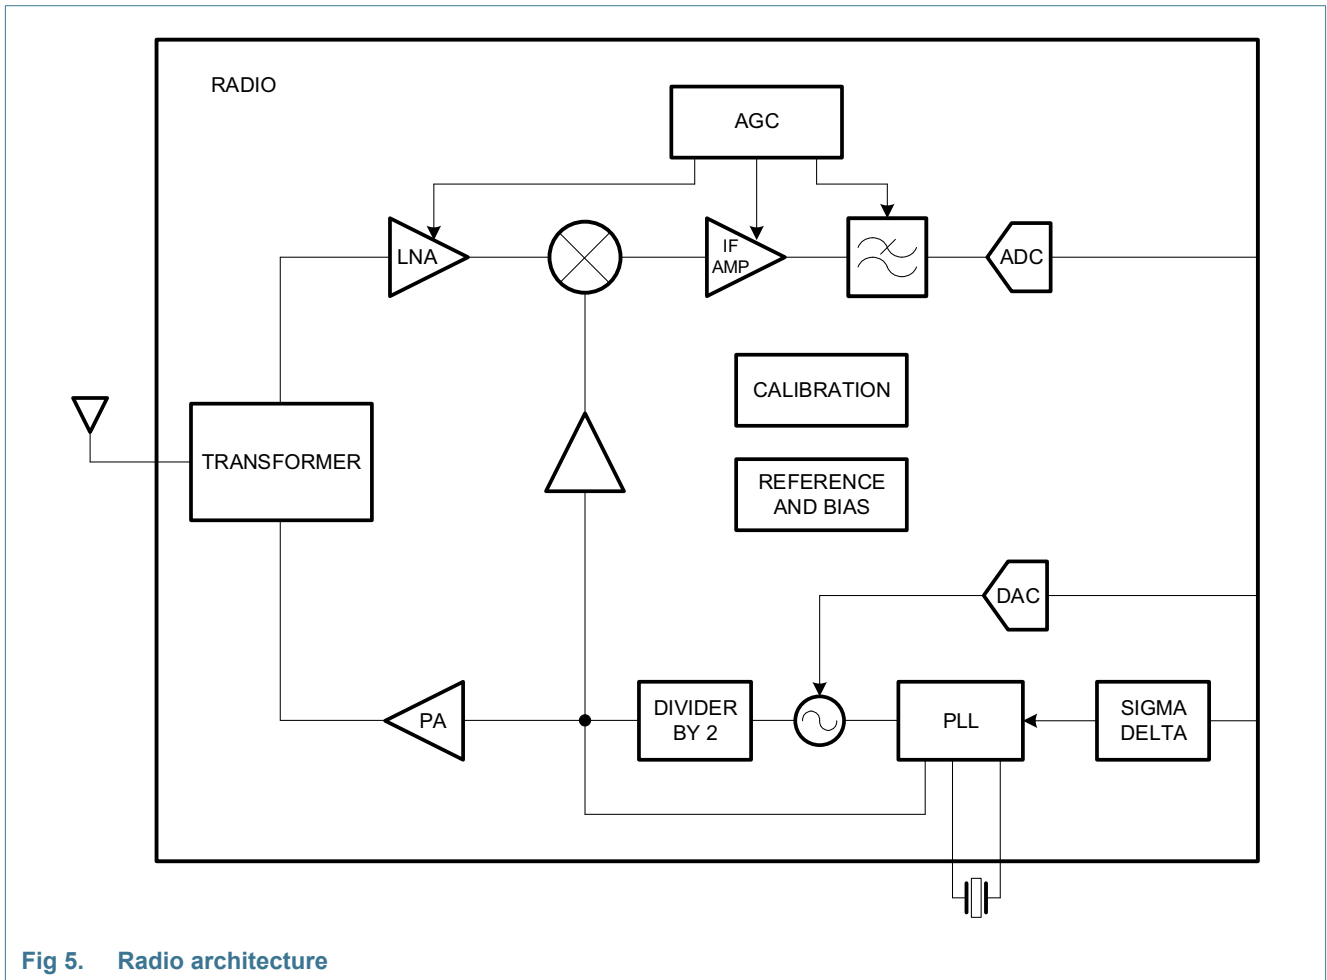 RADIO
AGC
LNA
IF
AMP
ADC
CALIBRATION
TRANSFORMER
REFERENCE
AND BIAS
DAC
PA
DIVIDER
BY 2
PLL
SIGMA
DELTA
Fig 5. Radio architecture